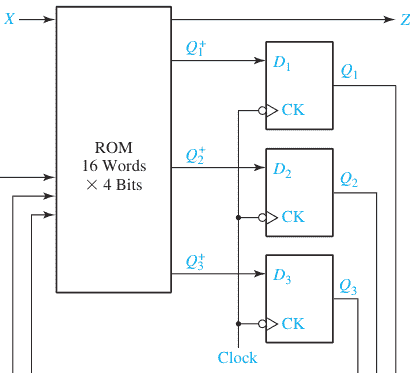 X
Z
Q₁⁺
D₁
Q₁
CK
ROM
16 Words
× 4 Bits
Q₂⁺
D₂
Q₂
CK
Q₃⁺
D₃
Q₃
CK
Clock